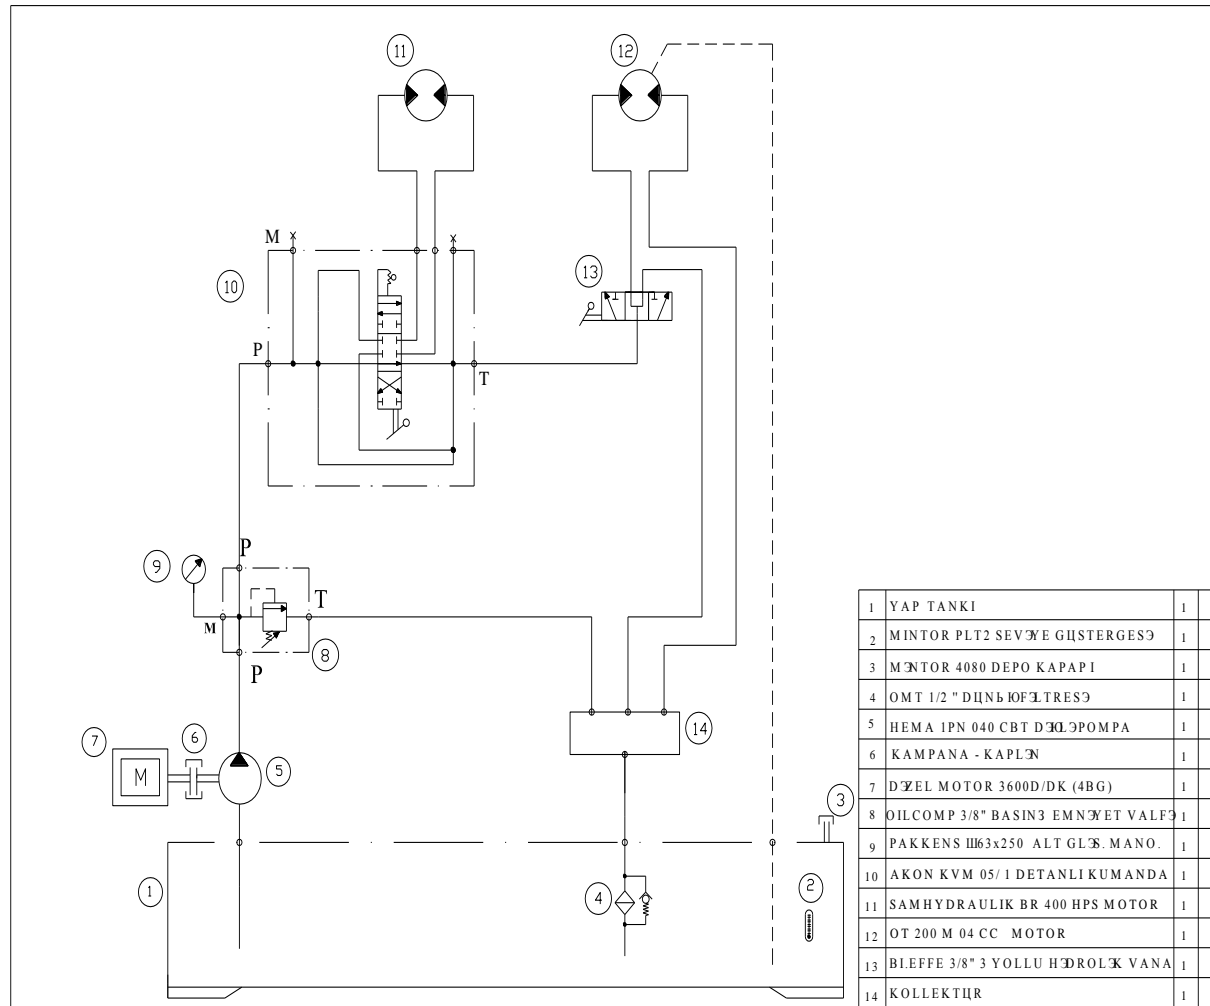 11
12
M
13
10
P
T
P
9
T
M
8
P
7
6
14
5
M
3
1
4
2
1 YAP TANKI 1
2 MINTOR PLT2 SEVЭYE GЦSTERGESЭ 1
3 MЭNTOR 4080 DEPO KAPAPI 1
4 OMT 1/2 " DЦNЬЮ FЭLTRESЭ 1
5 HEMA 1PN 040 CBT DЭЮLЭ POMPA 1
6 KAMPANA - KAPLЭN 1
7 DЭZEL MOTOR 3600D/DK (4BG) 1
8 OILCOMP 3/8" BASINЗ EMNЭYET VALFЭ 1
9 PAKKENS Ш63x250 ALT GLЭS. MANO. 1
10 AKON KVM 05/1 DETANLI KUMANDA 1
11 SAMHYDRAULIK BR 400 HPS MOTOR 1
12 OT 200 M 04 CC MOTOR 1
13 BI.EFFE 3/8" 3 YOLLU HЭDROLЭK VANA 1
14 KOLLEKTЦR 1